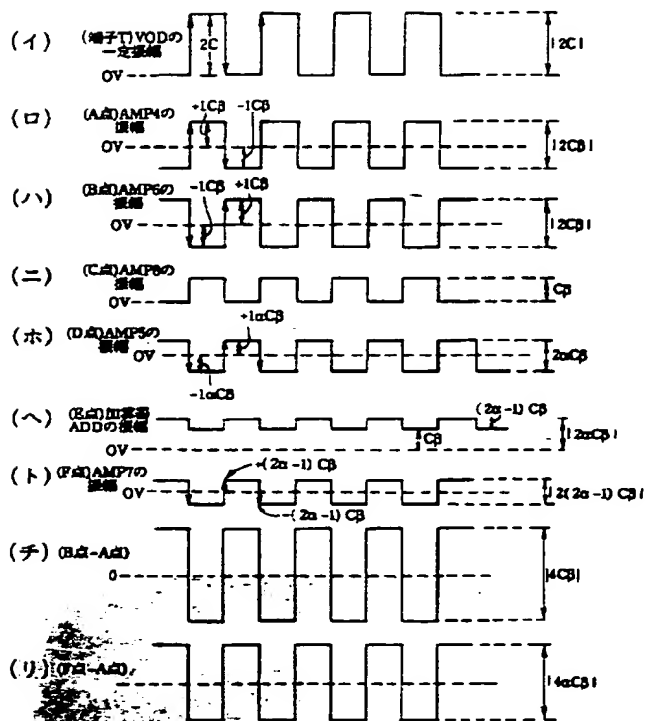 (イ) (端子T)VODの 一定振幅 2C |2C|
0V
(ロ) (A点)AMP4の 振幅 +1Cβ -1Cβ |2Cβ|
0V
(ハ) (B点)AMP6の 振幅 -1Cβ +1Cβ |2Cβ|
0V
(ニ) (C点)AMP8の 振幅 Cβ
0V
(ホ) (D点)AMP5の 振幅 +1αCβ 2αCβ
0V
-1αCβ
(ヘ) (E点)加算器 ADDの振幅 (2α-1)Cβ |2αCβ|
Cβ
0V
(ト) (F点)AMP7の 振幅 +(2α-1)Cβ |2(2α-1)Cβ|
0V
-(2α-1)Cβ
(チ) (B点-A点) |4Cβ|
0
(リ) (F点-A点) |4αCβ|